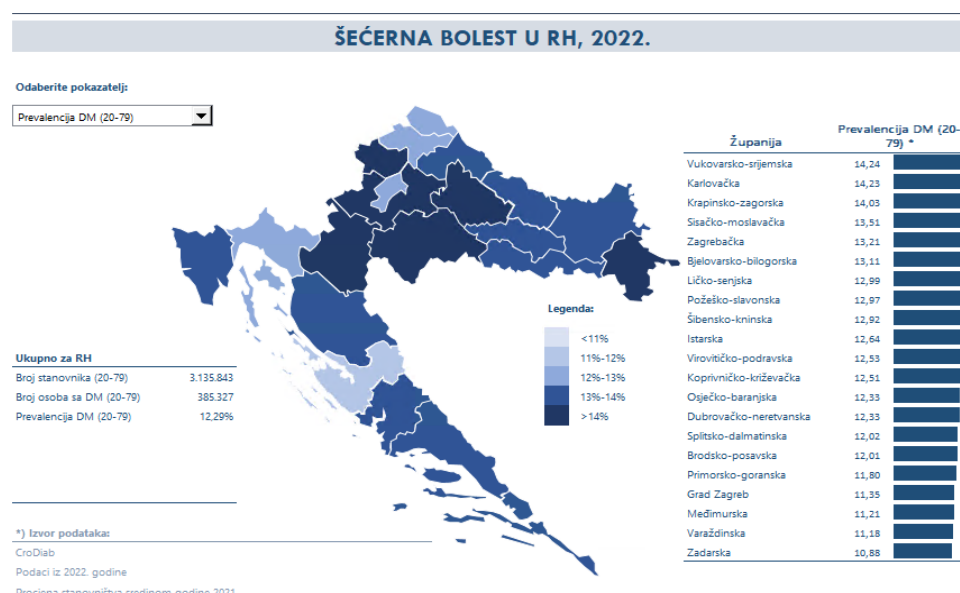 ŠEĆERNA BOLEST U RH, 2022.
Odaberite pokazatelj:
Prevalencija DM (20-79)
Ukupno za RH
Broj stanovnika (20-79) 3.135.843
Broj osoba sa DM (20-79) 385.327
Prevalencija DM (20-79) 12,29%
*) Izvor podataka:
CroDiab
Podaci iz 2022. godine
Procjena stanovništva sredinom godine 2021
Legenda:
<11%
11%-12%
12%-13%
13%-14%
>14%
Županija Prevalencija DM (20-
79) *
Vukovarsko-srijemska 14,24
Karlovačka 14,23
Krapinsko-zagorska 14,03
Sisačko-moslavačka 13,51
Zagrebačka 13,21
Bjelovarsko-bilogorska 13,11
Ličko-senjska 12,99
Požeško-slavonska 12,97
Šibensko-kninska 12,92
Istarska 12,64
Virovitičko-podravska 12,53
Koprivničko-križevačka 12,51
Osječko-baranjska 12,33
Dubrovačko-neretvanska 12,33
Splitsko-dalmatinska 12,02
Brodsko-posavska 12,01
Primorsko-goranska 11,80
Grad Zagreb 11,35
Međimurska 11,21
Varaždinska 11,18
Zadarska 10,88